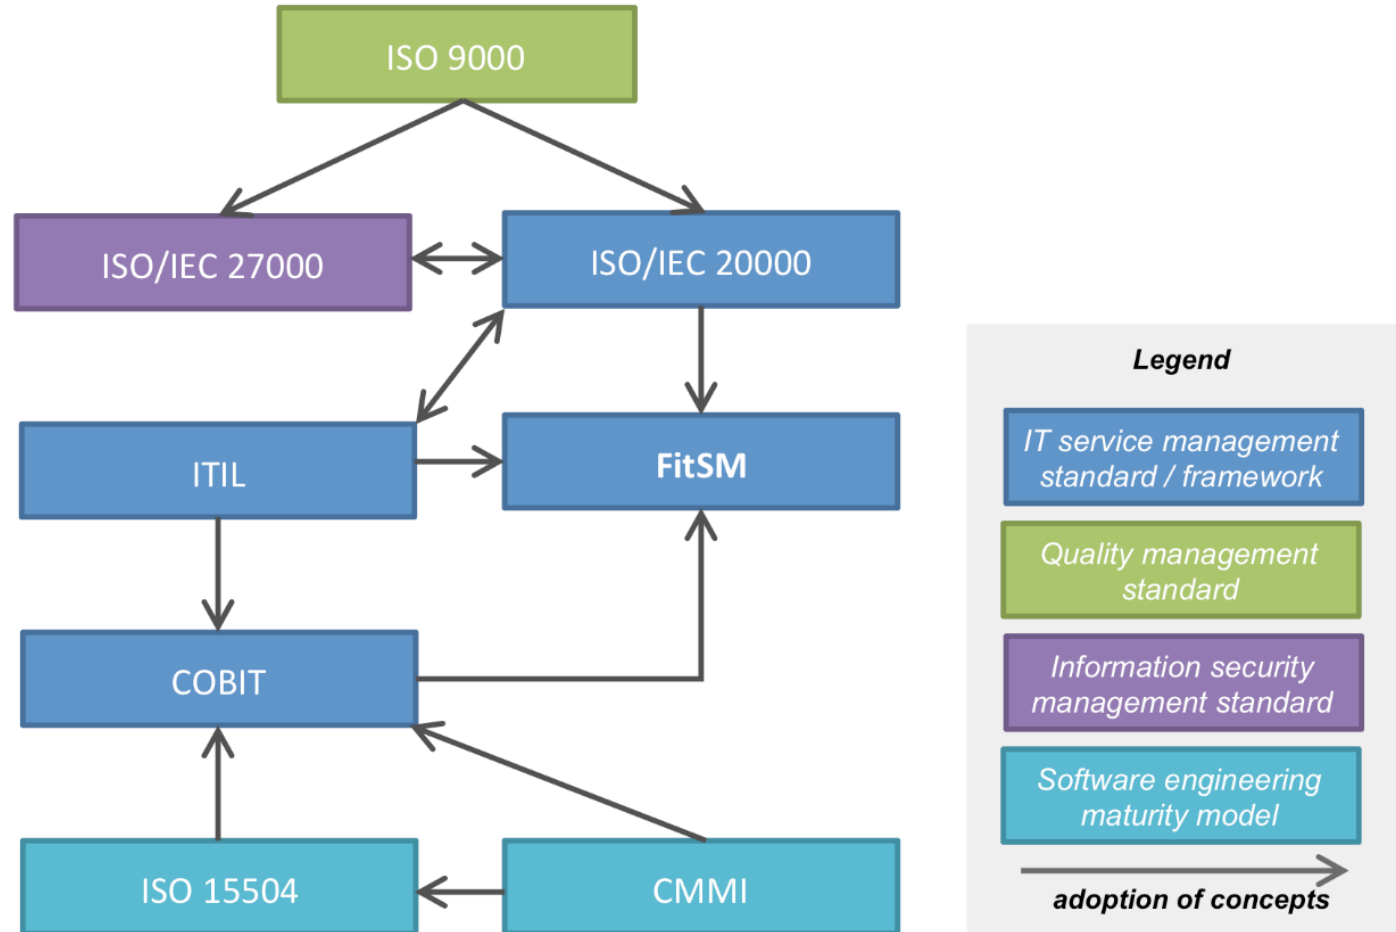 ISO 9000
ISO/IEC 27000
ISO/IEC 20000
ITIL
FitSM
COBIT
ISO 15504
CMMI
Legend
IT service management
standard / framework
Quality management
standard
Information security
management standard
Software engineering
maturity model
adoption of concepts